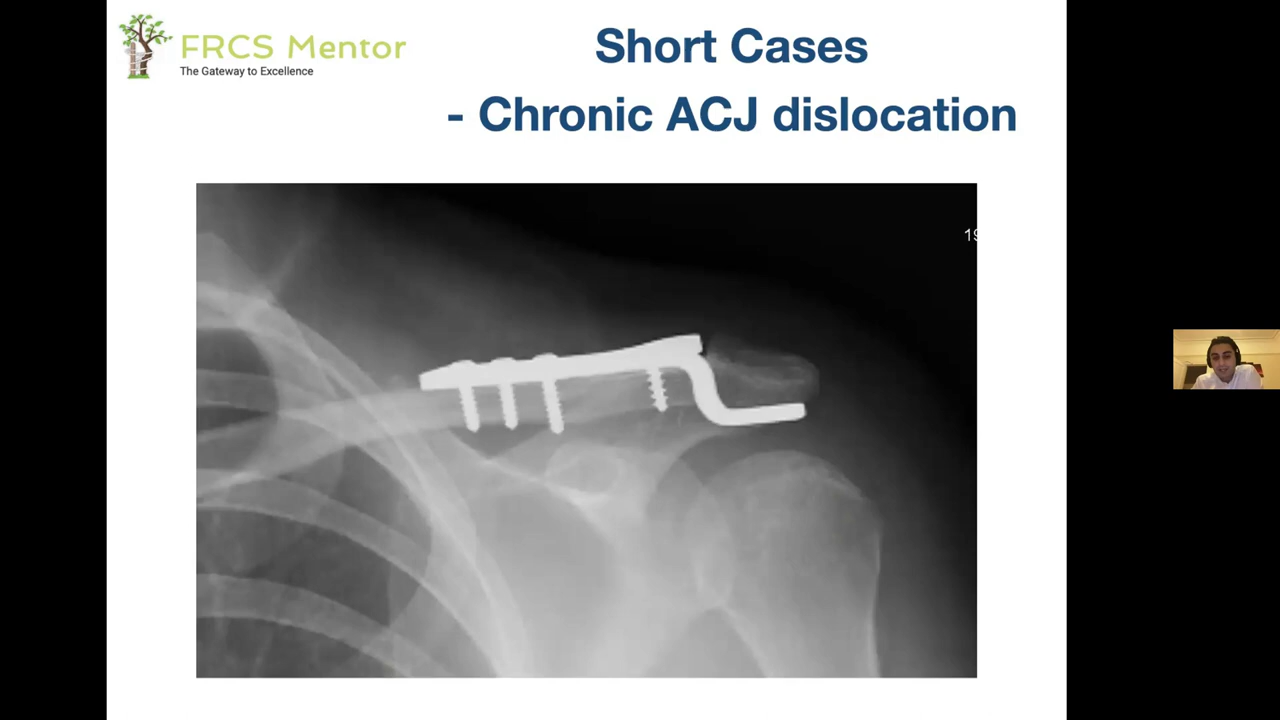 FRCS Mentor
The Gateway to Excellence
Short Cases
- Chronic ACJ dislocation